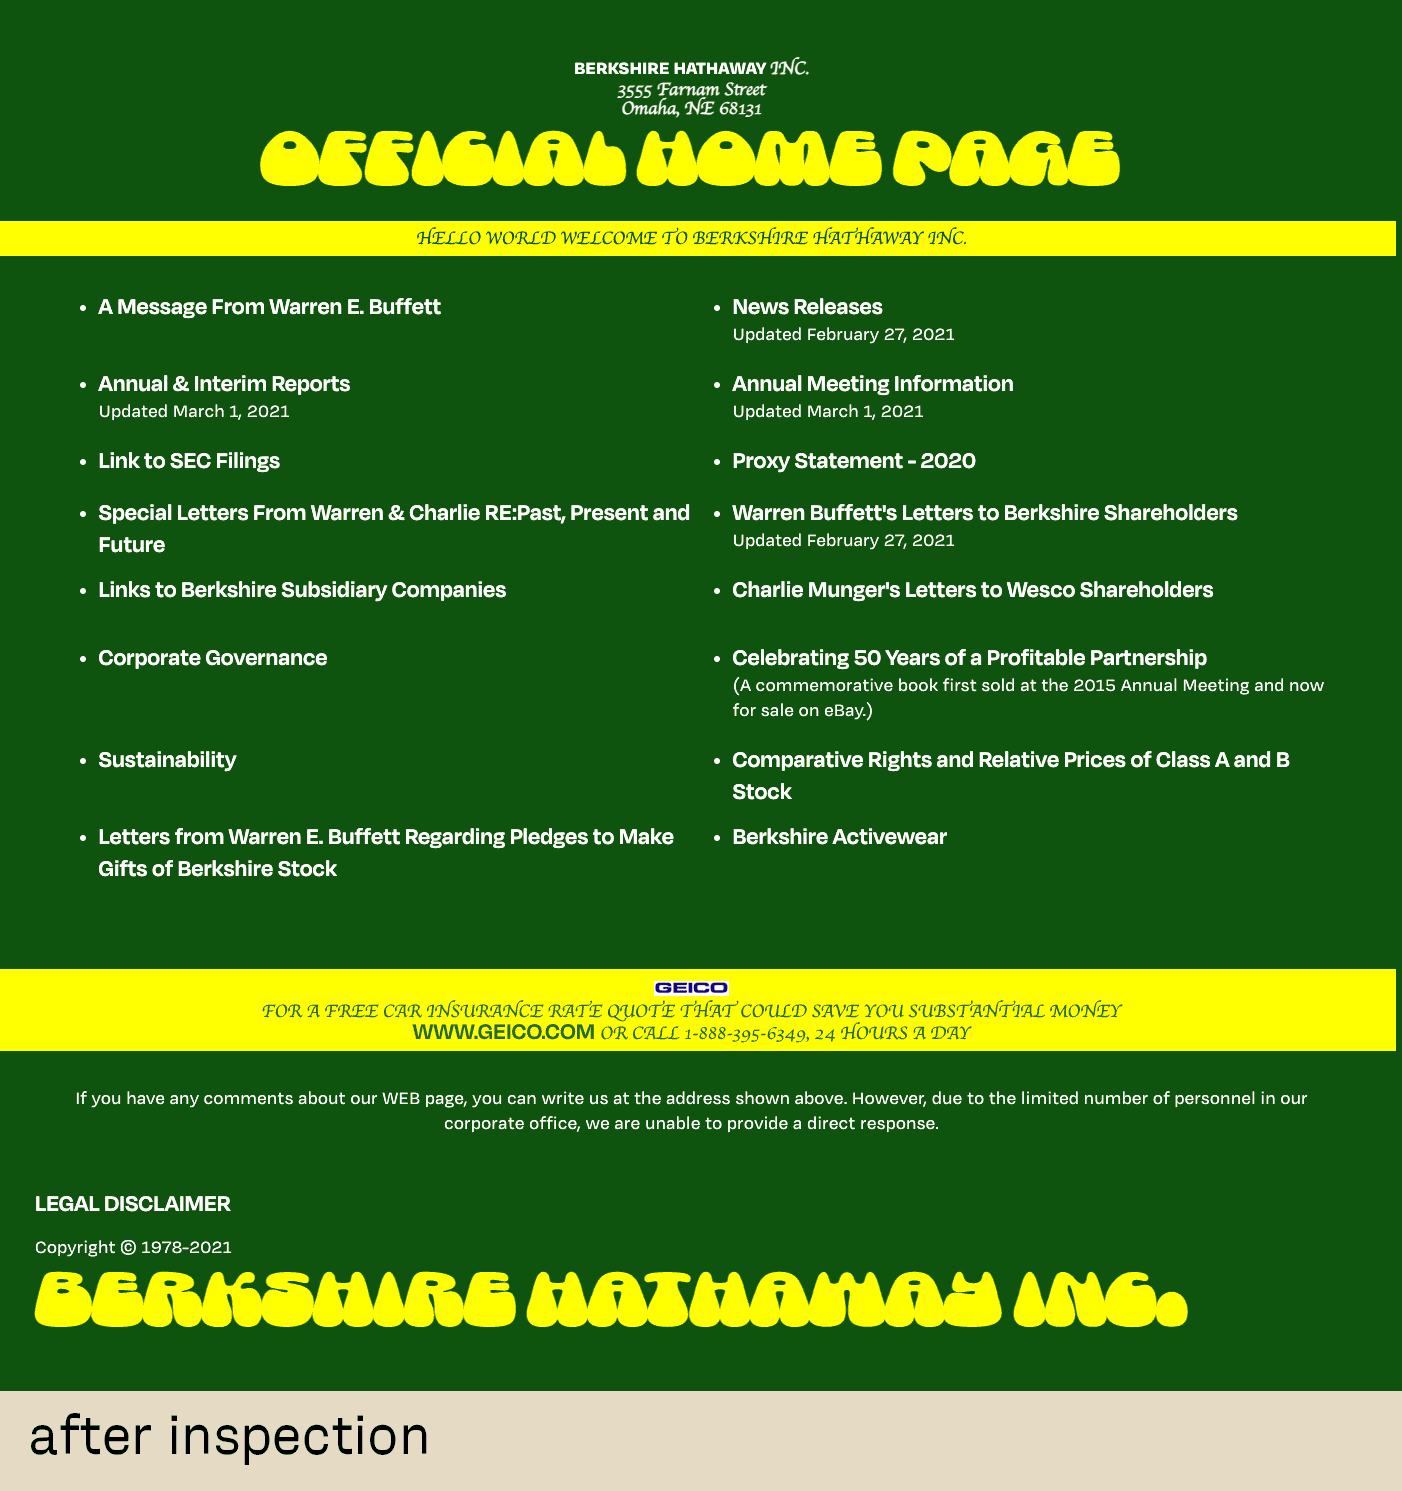 BERKSHIRE HATHAWAY INC.
3555 Farnam Street
Omaha, NE 68131
OFFICIAL HOME PAGE
HELLO WORLD WELCOME TO BERKSHIRE HATHAWAY INC.
• A Message From Warren E. Buffett
• News Releases
Updated February 27, 2021
• Annual & Interim Reports
Updated March 1, 2021
• Annual Meeting Information
Updated March 1, 2021
• Link to SEC Filings
• Proxy Statement - 2020
• Special Letters From Warren & Charlie RE:Past, Present and
Future
• Warren Buffett's Letters to Berkshire Shareholders
Updated February 27, 2021
• Links to Berkshire Subsidiary Companies
• Charlie Munger's Letters to Wesco Shareholders
• Corporate Governance
• Celebrating 50 Years of a Profitable Partnership
(A commemorative book first sold at the 2015 Annual Meeting and now
for sale on eBay.)
• Sustainability
• Comparative Rights and Relative Prices of Class A and B
Stock
• Letters from Warren E. Buffett Regarding Pledges to Make
Gifts of Berkshire Stock
• Berkshire Activewear
GEICO
FOR A FREE CAR INSURANCE RATE QUOTE THAT COULD SAVE YOU SUBSTANTIAL MONEY
WWW.GEICO.COM OR CALL 1-888-395-6349, 24 HOURS A DAY
If you have any comments about our WEB page, you can write us at the address shown above. However, due to the limited number of personnel in our
corporate office, we are unable to provide a direct response.
LEGAL DISCLAIMER
Copyright © 1978-2021
BERKSHIRE HATHAWAY INC.
after inspection